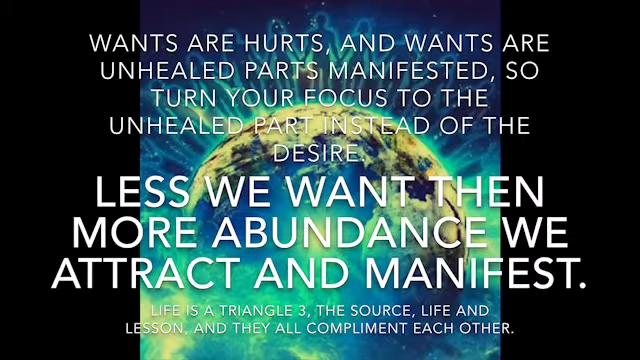 WANTS ARE HURTS, AND WANTS ARE
UNHEALED PARTS MANIFESTED, SO
TURN YOUR FOCUS TO THE
UNHEALED PART INSTEAD OF THE
DESIRE.
LESS WE WANT THEN
MORE ABUNDANCE WE
ATTRACT AND MANIFEST.
LIFE IS A TRIANGLE 3, THE SOURCE, LIFE AND
LESSON, AND THEY ALL COMPLIMENT EACH OTHER.